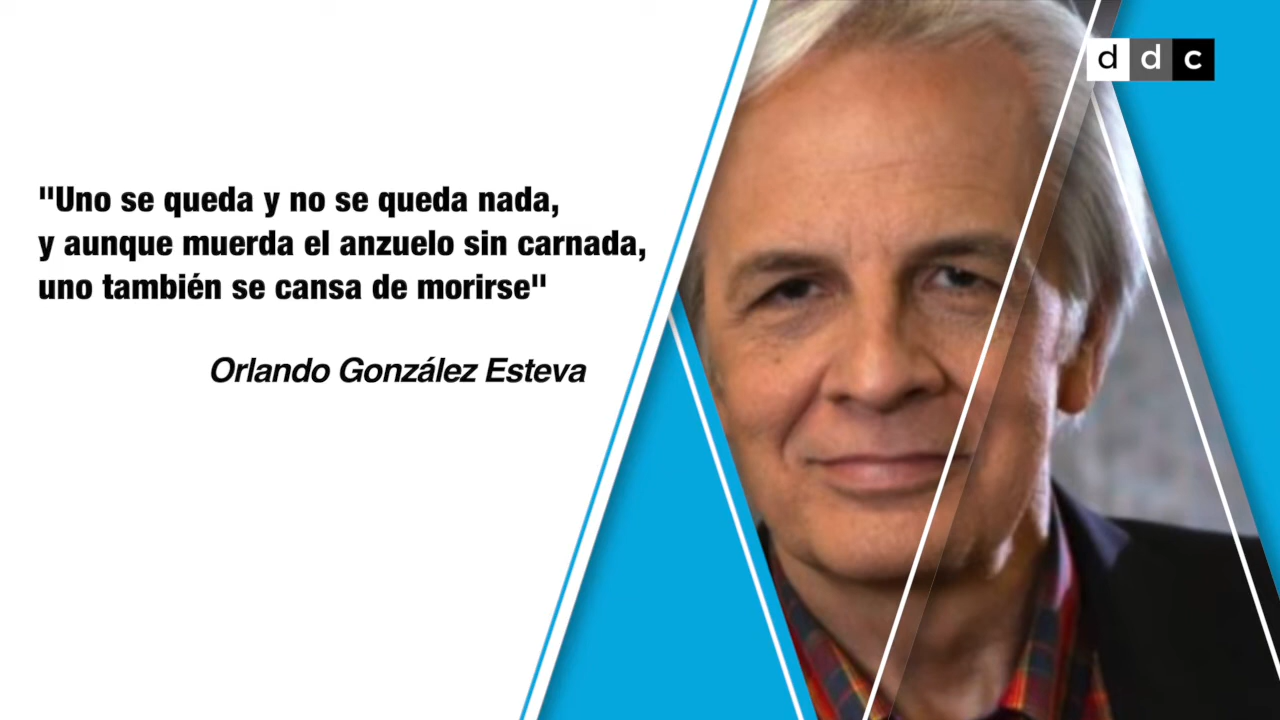 ddc
"Uno se queda y no se queda nada,
y aunque muerda el anzuelo sin carnada,
uno también se cansa de morirse"
Orlando González Esteva